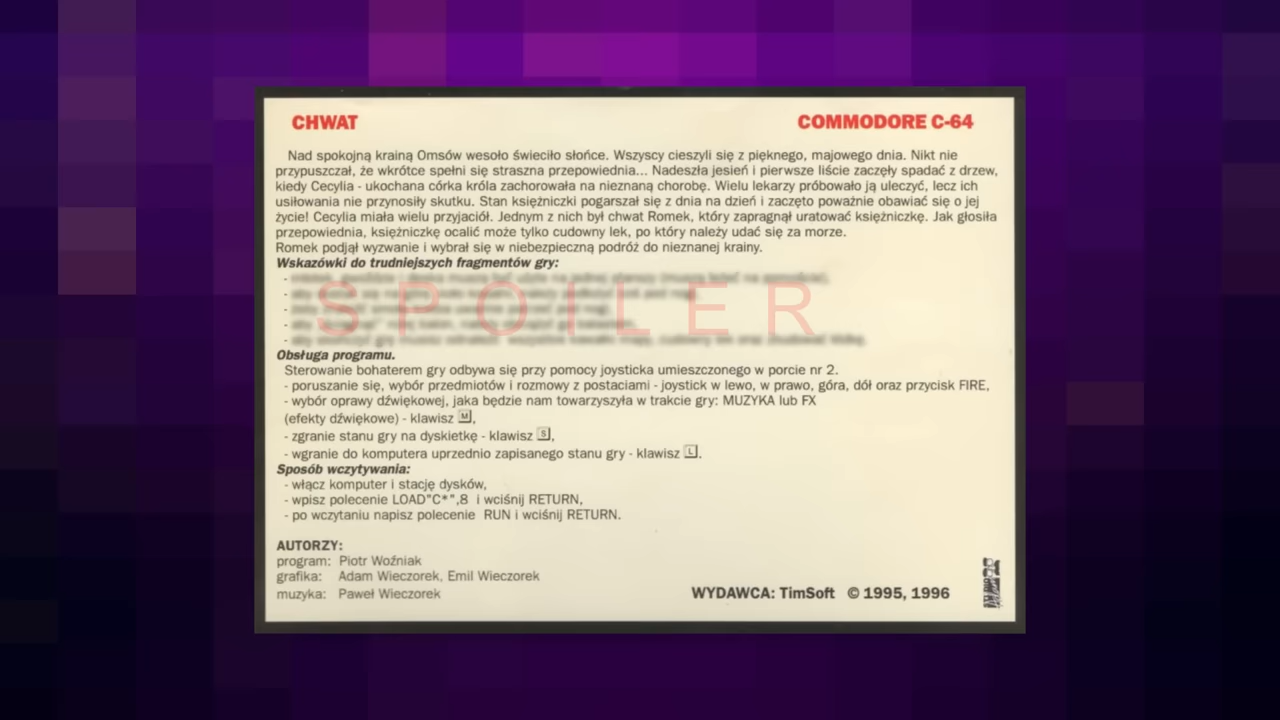 CHWAT
COMMODORE C-64
Nad spokojną krainą Omsów wesoło świeciło słońce. Wszyscy cieszyli się z pięknego, majowego dnia. Nikt nie
przypuszczał, że wkrótce spełni się straszna przepowiednia... Nadeszła jesień i pierwsze liście zaczęły spadać z drzew,
kiedy Cecylia - ukochana córka króla zachorowała na nieznaną chorobę. Wielu lekarzy próbowało ją uleczyć, lecz ich
usiłowania nie przynosiły skutku. Stan księżniczki pogarszał się z dnia na dzień i zaczęto poważnie obawiać się o jej
życie! Cecylia miała wielu przyjaciół. Jednym z nich był chwat Romek, który zapragnął uratować księżniczkę. Jak głosiła
przepowiednia, księżniczkę ocalić może tylko cudowny lek, po który należy udać się za morze.
Romek podjął wyzwanie i wybrał się w niebezpieczną podróż do nieznanej krainy.
Wskazówki do trudniejszych fragmentów gry:
SPOILER
Obsługa programu.
Sterowanie bohaterem gry odbywa się przy pomocy joysticka umieszczonego w porcie nr 2.
- poruszanie się, wybór przedmiotów i rozmowy z postaciami - joystick w lewo, w prawo, góra, dół oraz przycisk FIRE,
- wybór oprawy dźwiękowej, jaka będzie nam towarzyszyła w trakcie gry: MUZYKA lub FX
(efekty dźwiękowe) - klawisz M,
- zgranie stanu gry na dyskietkę - klawisz S,
- wgranie do komputera uprzednio zapisanego stanu gry - klawisz L.
Sposób wczytywania:
- włącz komputer i stację dysków,
- wpisz polecenie LOAD"C*",8 i wciśnij RETURN,
- po wczytaniu napisz polecenie RUN i wciśnij RETURN.
AUTORZY:
program: Piotr Woźniak
grafika: Adam Wieczorek, Emil Wieczorek
muzyka: Paweł Wieczorek
WYDAWCA: TimSoft © 1995, 1996